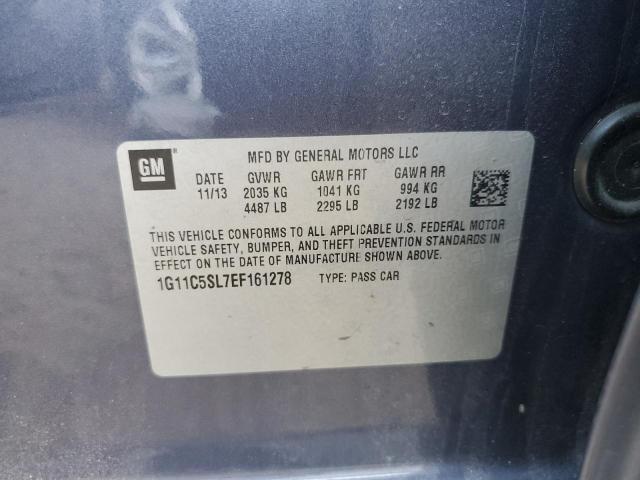 GM
MFD BY GENERAL MOTORS LLC
DATE GVWR GAWR FRT GAWR RR
11/13 2035 KG 1041 KG 994 KG
4487 LB 2295 LB 2192 LB
THIS VEHICLE CONFORMS TO ALL APPLICABLE U.S. FEDERAL MOTOR
VEHICLE SAFETY, BUMPER, AND THEFT PREVENTION STANDARDS IN
EFFECT ON THE DATE OF MANUFACTURE SHOWN ABOVE.
1G11C5SL7EF161278 TYPE: PASS CAR